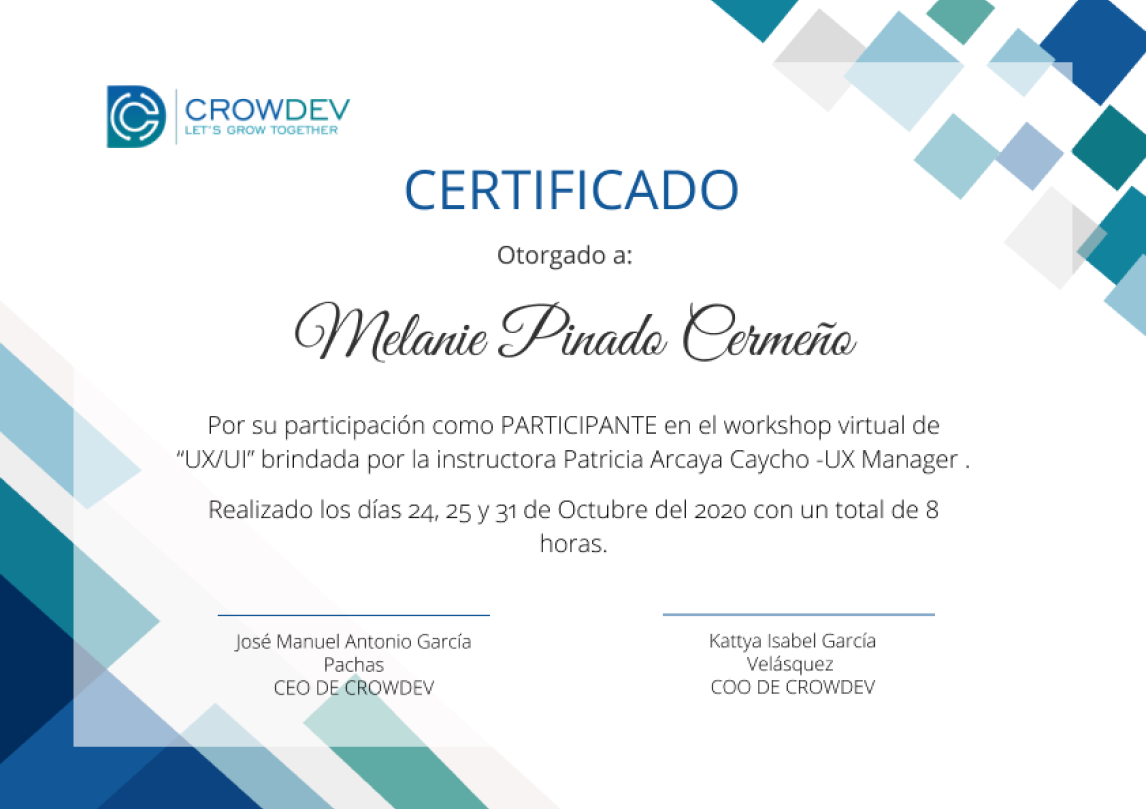 CROWDEV
LET'S GROW TOGETHER
CERTIFICADO
Otorgado a:
Melanie Pinado Cermeño
Por su participación como PARTICIPANTE en el workshop virtual de
“UX/UI” brindada por la instructora Patricia Arcaya Caycho -UX Manager .
Realizado los días 24, 25 y 31 de Octubre del 2020 con un total de 8
horas.
José Manuel Antonio García
Pachas
CEO DE CROWDEV
Kattya Isabel García
Velásquez
COO DE CROWDEV